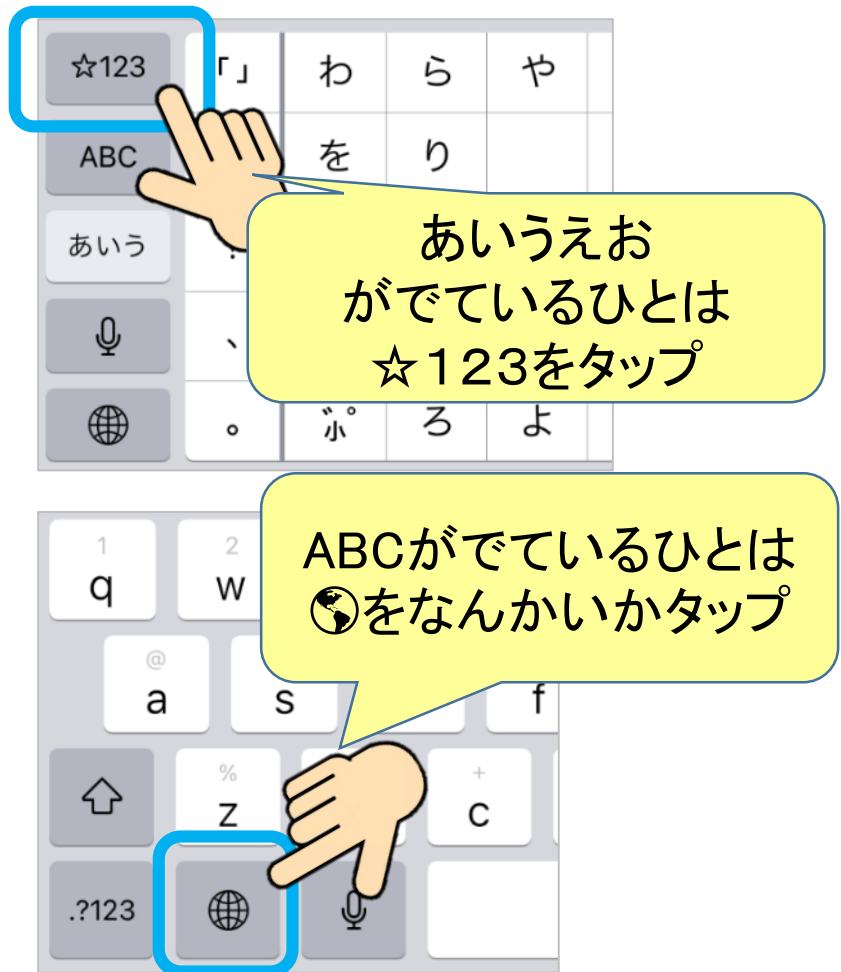 ☆123
「」
わ
ら
や
ABC
を
り
あいう
、
。
ろ
よ
あいうえお
がでているひとは
☆123をタップ
1
q
2
w
ABCがでているひとは
🌎をなんかいかタップ
@
a
s
f
%
z
+
c
.?123